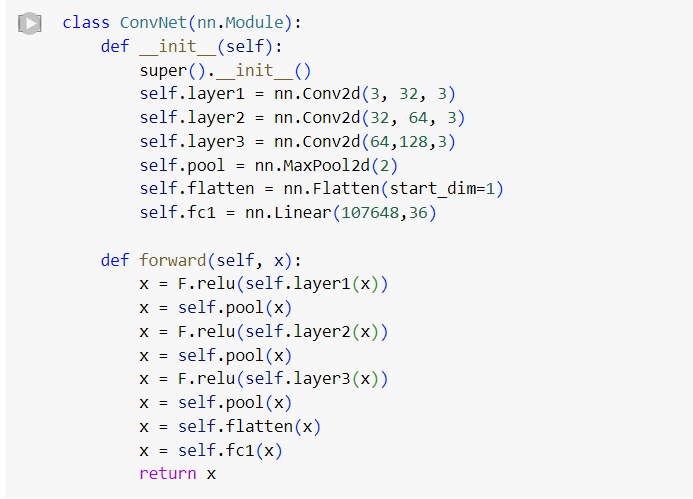 class ConvNet(nn.Module):
    def __init__(self):
        super().__init__()
        self.layer1 = nn.Conv2d(3, 32, 3)
        self.layer2 = nn.Conv2d(32, 64, 3)
        self.layer3 = nn.Conv2d(64,128,3)
        self.pool = nn.MaxPool2d(2)
        self.flatten = nn.Flatten(start_dim=1)
        self.fc1 = nn.Linear(107648,36)

    def forward(self, x):
        x = F.relu(self.layer1(x))
        x = self.pool(x)
        x = F.relu(self.layer2(x))
        x = self.pool(x)
        x = F.relu(self.layer3(x))
        x = self.pool(x)
        x = self.flatten(x)
        x = self.fc1(x)
        return x